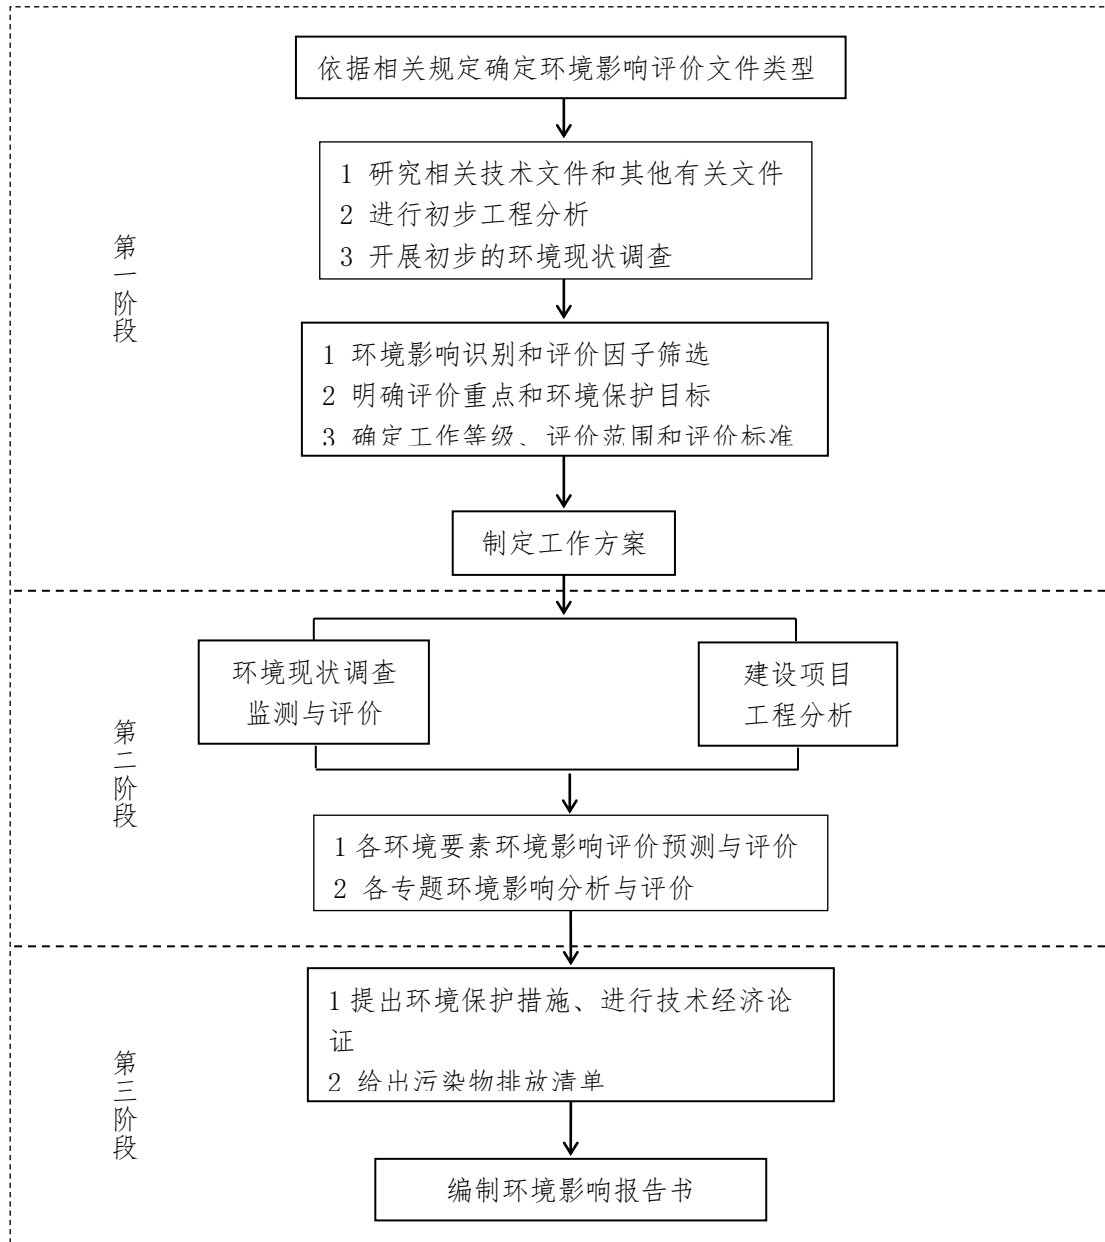 依据相关规定确定环境影响评价文件类型
1 研究相关技术文件和其他有关文件
2 进行初步工程分析
3 开展初步的环境现状调查
第一阶段
1 环境影响识别和评价因子筛选
2 明确评价重点和环境保护目标
3 确定工作等级、评价范围和评价标准
制定工作方案
环境现状调查
监测与评价
建设项目
工程分析
第二阶段
1 各环境要素环境影响评价预测与评价
2 各专题环境影响分析与评价
1 提出环境保护措施、进行技术经济论
证
2 给出污染物排放清单
第三阶段
编制环境影响报告书